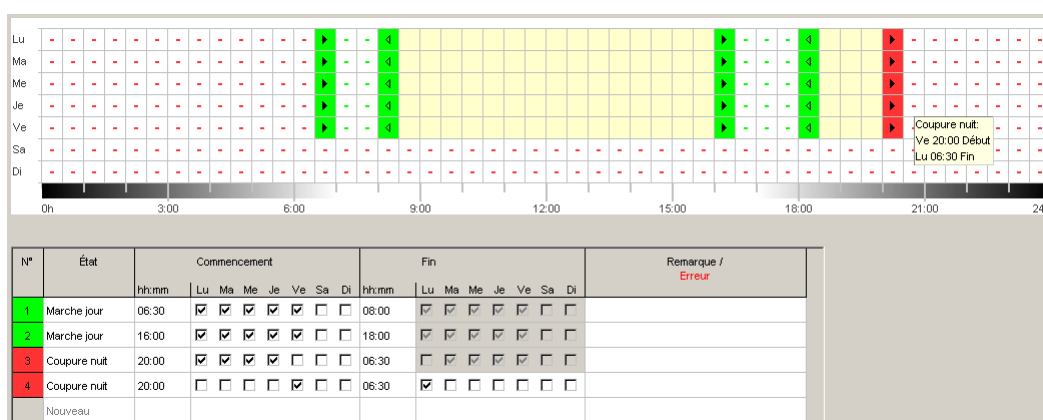 Lu
Ma
Me
Je
Ve
Sa
Di
Coupure nuit:
Ve 20:00 Début
Lu 06:30 Fin
0h 3:00 6:00 9:00 12:00 15:00 18:00 21:00 24
N° État Commencement Fin Remarque /
Erreur
hh:mm Lu Ma Me Je Ve Sa Di hh:mm Lu Ma Me Je Ve Sa Di
1 Marche jour 06:30 08:00
2 Marche jour 16:00 18:00
3 Coupure nuit 20:00 06:30
4 Coupure nuit 20:00 06:30
Nouveau